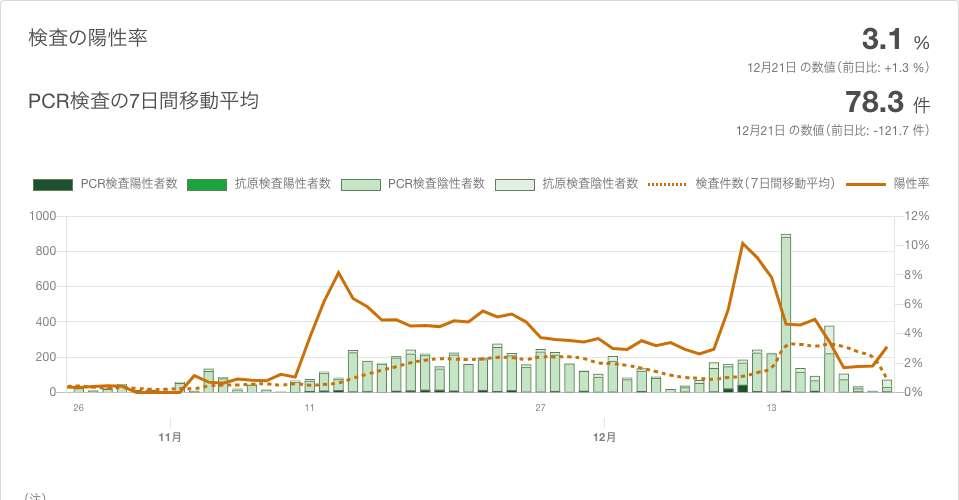 検査の陽性率
3.1 %
12月21日 の数値（前日比: +1.3 %）
PCR検査の7日間移動平均
78.3 件
12月21日 の数値（前日比: -121.7 件）
PCR検査陽性者数 抗原検査陽性者数 PCR検査陰性者数 抗原検査陰性者数 検査件数（7日間移動平均） 陽性率
1000 12%
10%
800
8%
600
6%
400
4%
200
2%
0 0%
26 11 27 13
11月 12月
（注）